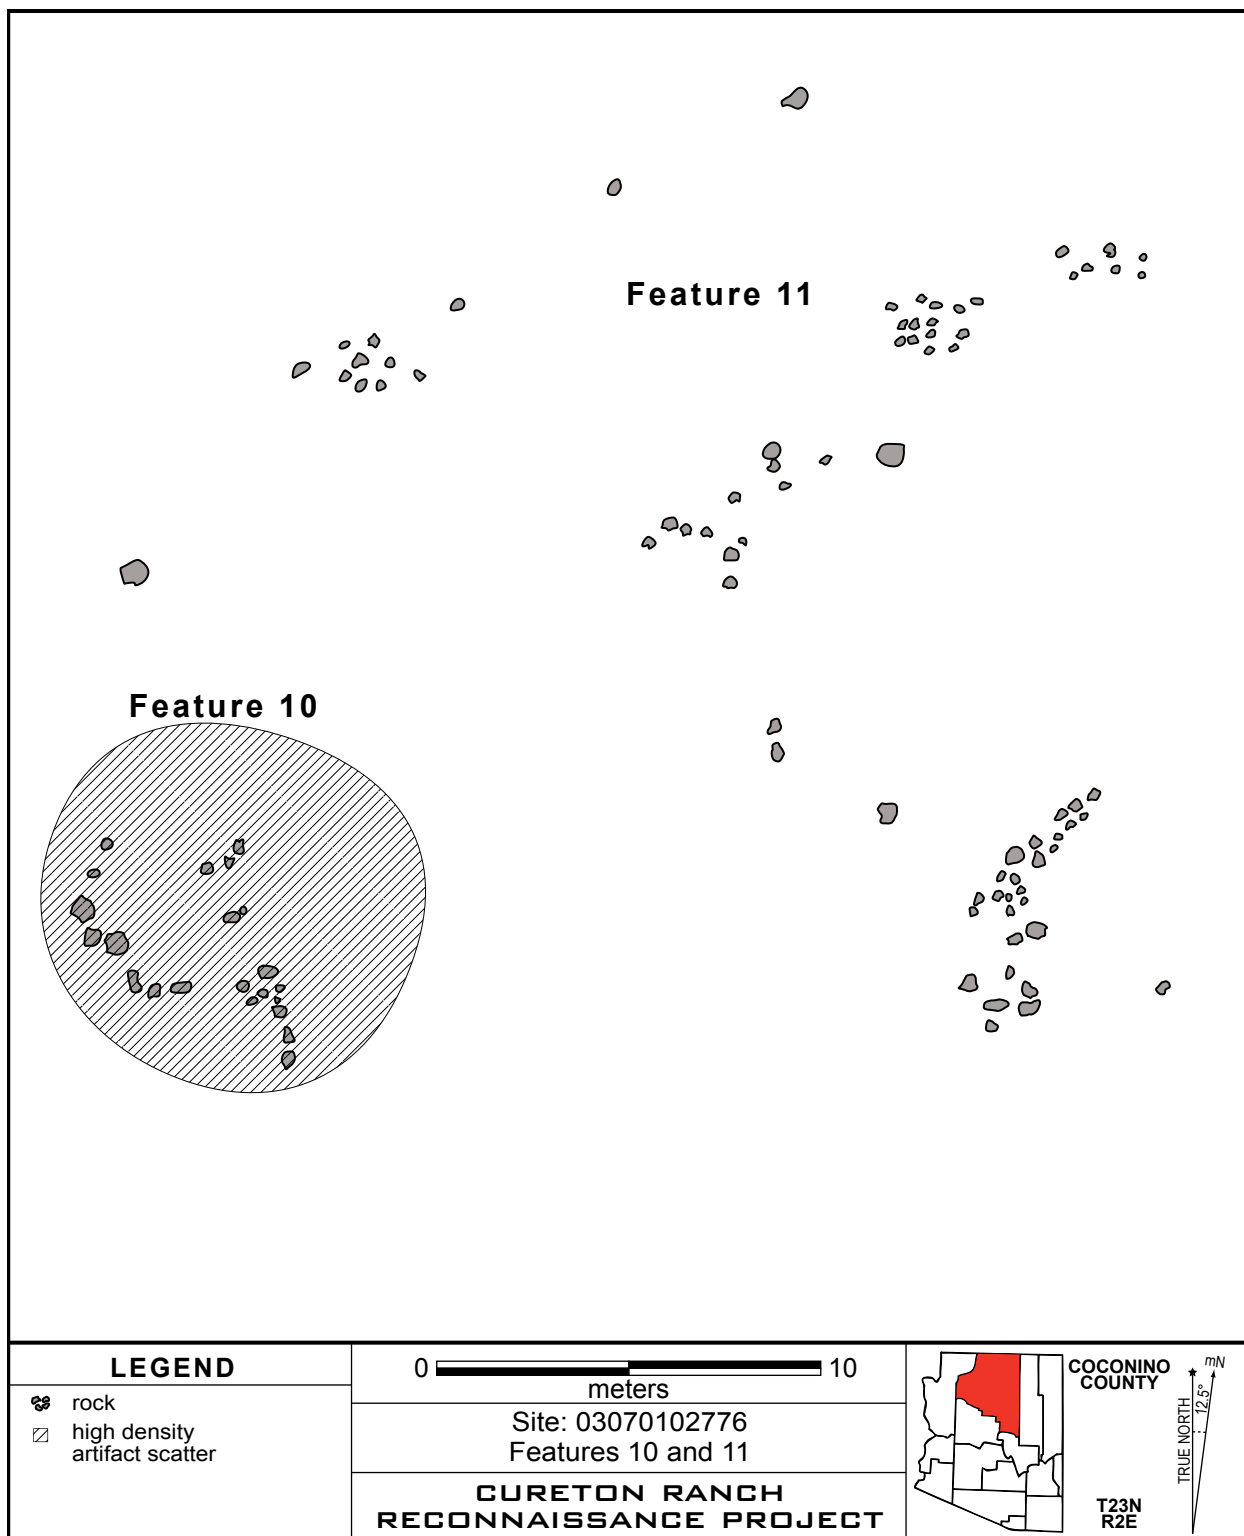 Feature 11
Feature 10
LEGEND
rock
high density
artifact scatter
0 10
meters
Site: 03070102776
Features 10 and 11
CURETON RANCH
RECONNAISSANCE PROJECT
COCONINO
COUNTY
T23N
R2E
mN
12.5°
TRUE NORTH